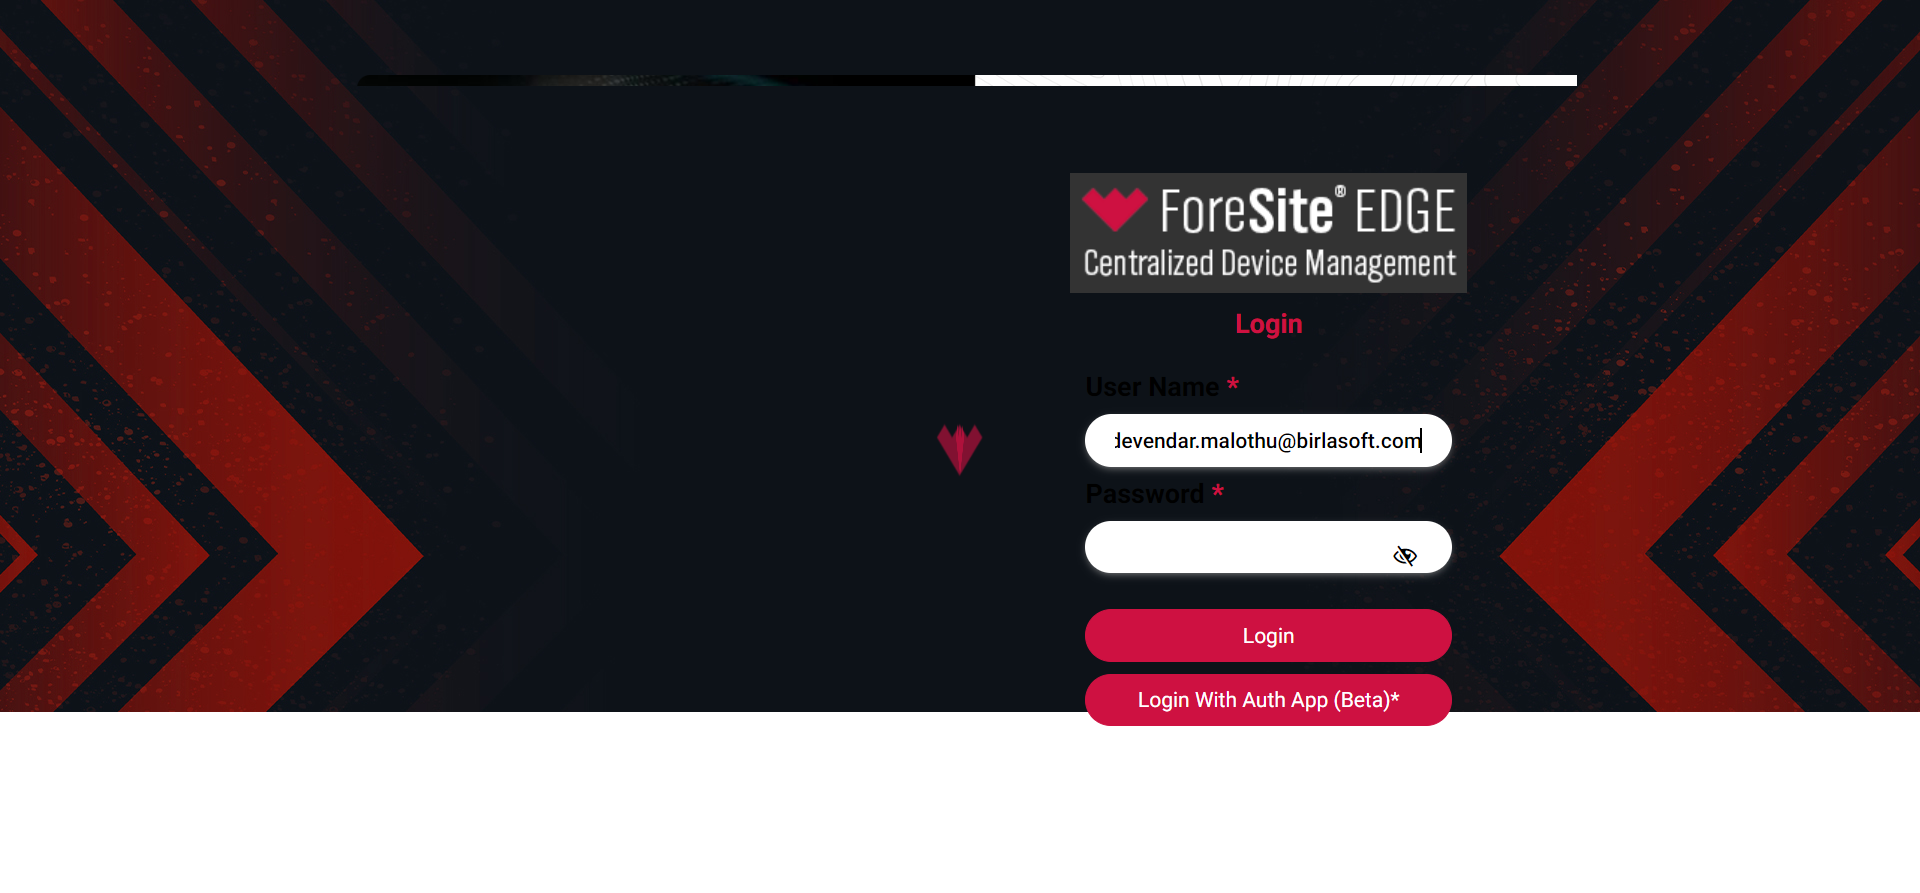 ForeSite® EDGE
Centralized Device Management
Login
User Name *
devendar.malothu@birlasoft.com
Password *
Login
Login With Auth App (Beta)*